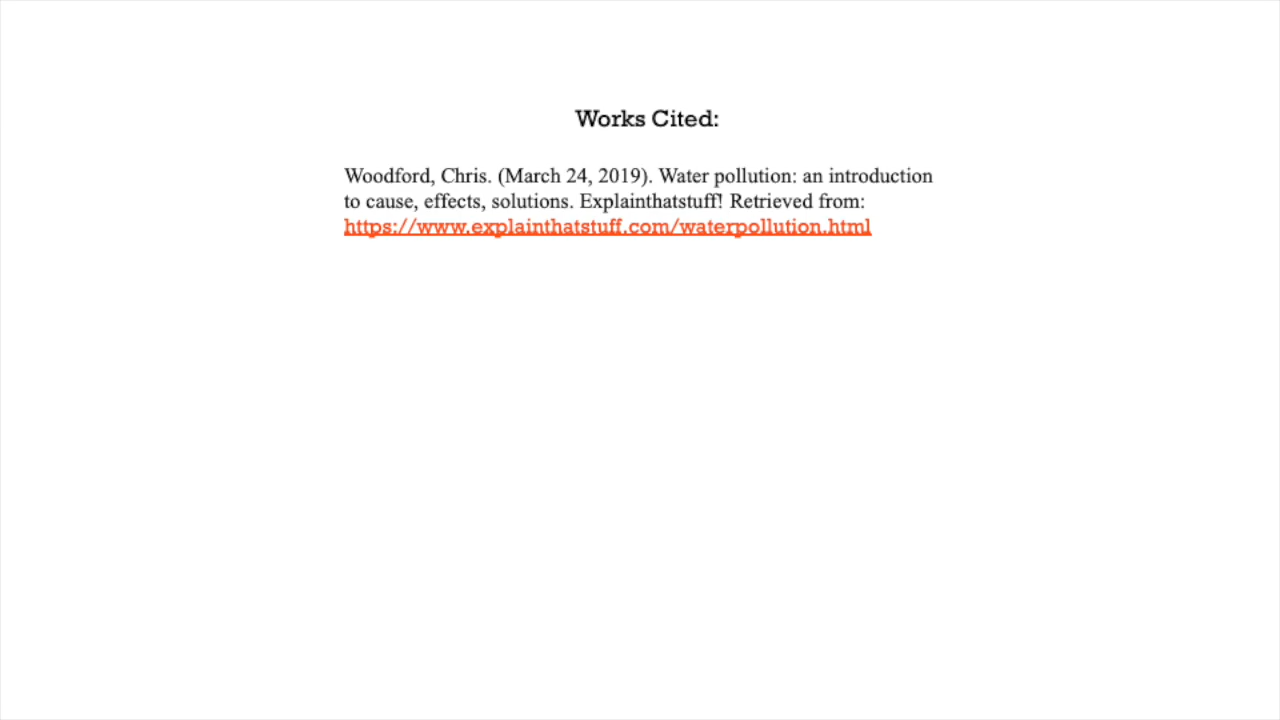 Works Cited:
Woodford, Chris. (March 24, 2019). Water pollution: an introduction
to cause, effects, solutions. Explainthatstuff! Retrieved from:
https://www.explainthatstuff.com/waterpollution.html